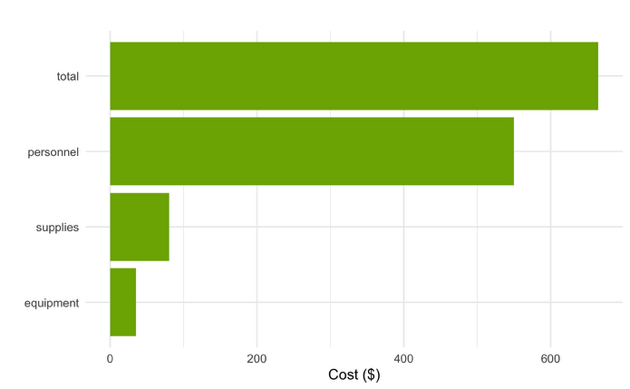 total
personnel
supplies
equipment
0 200 400 600
Cost ($)